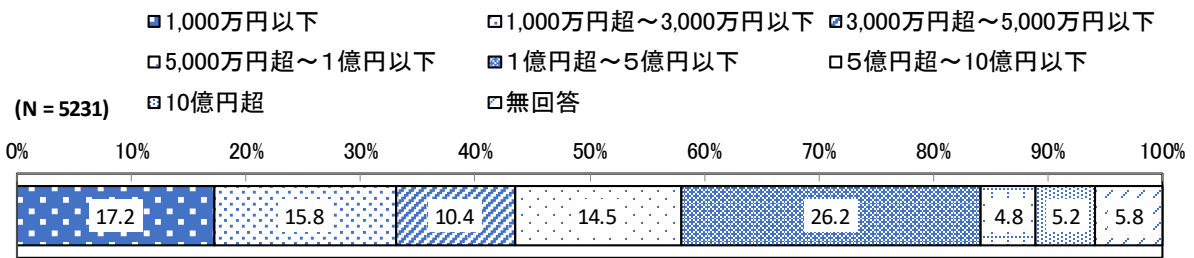 1,000万円以下 1,000万円超～3,000万円以下 3,000万円超～5,000万円以下
5,000万円超～１億円以下 １億円超～５億円以下 ５億円超～10億円以下
(N = 5231) 10億円超 無回答
0% 10% 20% 30% 40% 50% 60% 70% 80% 90% 100%
17.2 15.8 10.4 14.5 26.2 4.8 5.2 5.8